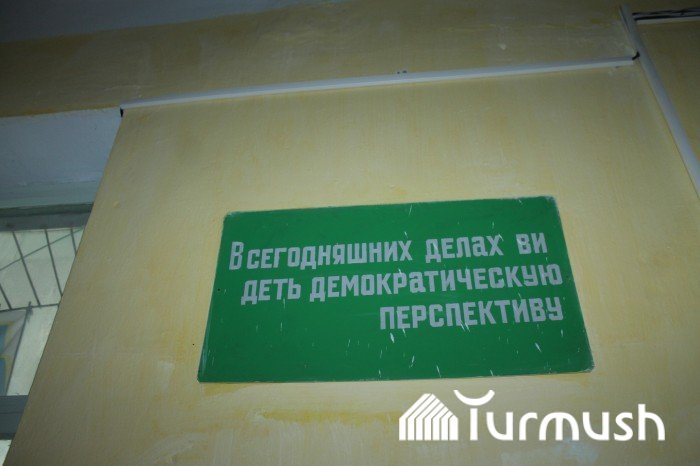 В сегодняшних делах ви
деть демократическую
перспективу
Turmush